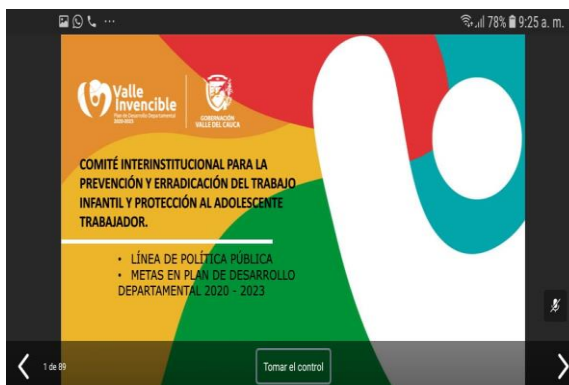 78% 9:25 a. m.
Valle
Invencible
Plan de Desarrollo Departamental
2020-2023
GOBERNACIÓN
VALLE DEL CAUCA
COMITÉ INTERINSTITUCIONAL PARA LA
PREVENCIÓN Y ERRADICACIÓN DEL TRABAJO
INFANTIL Y PROTECCIÓN AL ADOLESCENTE
TRABAJADOR.
• LÍNEA DE POLÍTICA PÚBLICA
• METAS EN PLAN DE DESARROLLO
DEPARTAMENTAL 2020 - 2023
1 de 89
Tomar el control